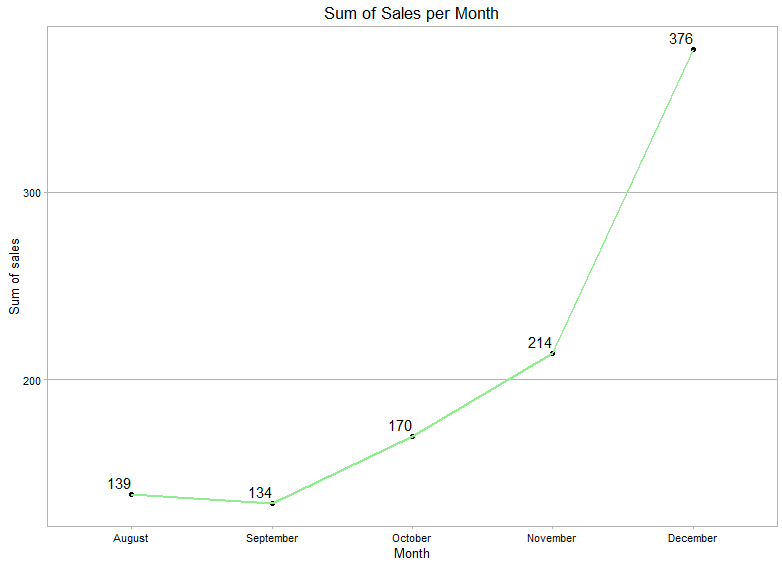 Sum of Sales per Month
376
300
Sum of sales
214
200
170
139
134
August September October November December
Month